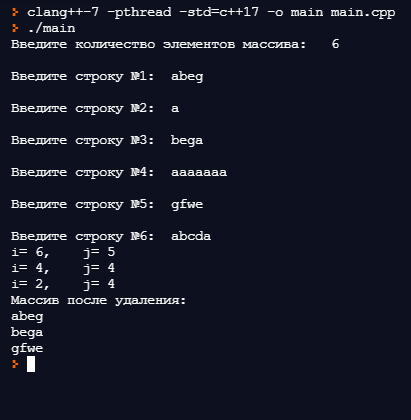 > clang++-7 -pthread -std=c++17 -o main main.cpp
> ./main
Введите количество элементов массива:   6
Введите строку №1:  abeg
Введите строку №2:  a
Введите строку №3:  bega
Введите строку №4:  aaaaaaa
Введите строку №5:  gfwe
Введите строку №6:  abcda
i= 6,    j= 5
i= 4,    j= 4
i= 2,    j= 4
Массив после удаления:
abeg
bega
gfwe
>